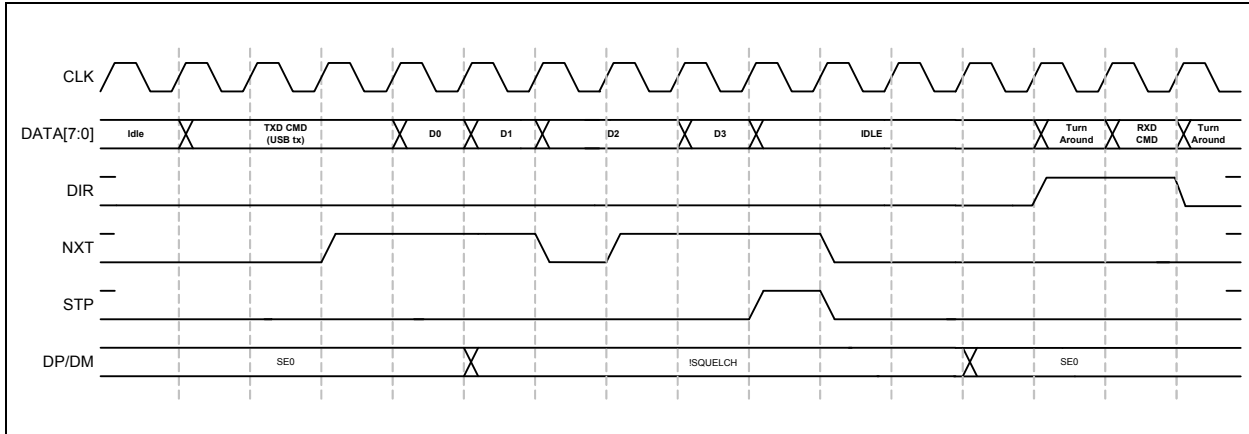 CLK
DATA[7:0] Idle TXD CMD D0 D1 D2 D3 IDLE Turn RXD Turn
(USB tx) Around CMD Around
DIR
NXT
STP
DP/DM SE0 !SQUELCH SE0